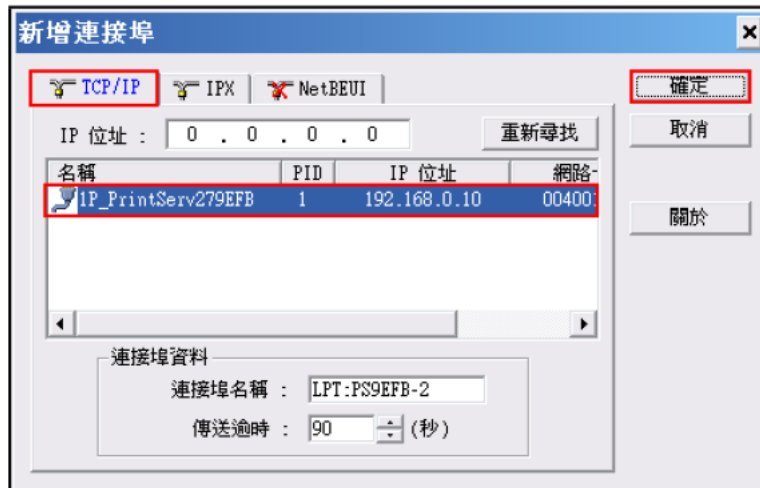 新增連接埠
TCP/IP IPX NetBEUI
確定
IP 位址 : 0 . 0 . 0 . 0 重新尋找
取消
名稱 PID IP 位址 網路
1P_PrintServ279EFB 1 192.168.0.10 00400
關於
連接埠資料
連接埠名稱 : LPT:PS9EFB-2
傳送逾時 : 90 (秒)